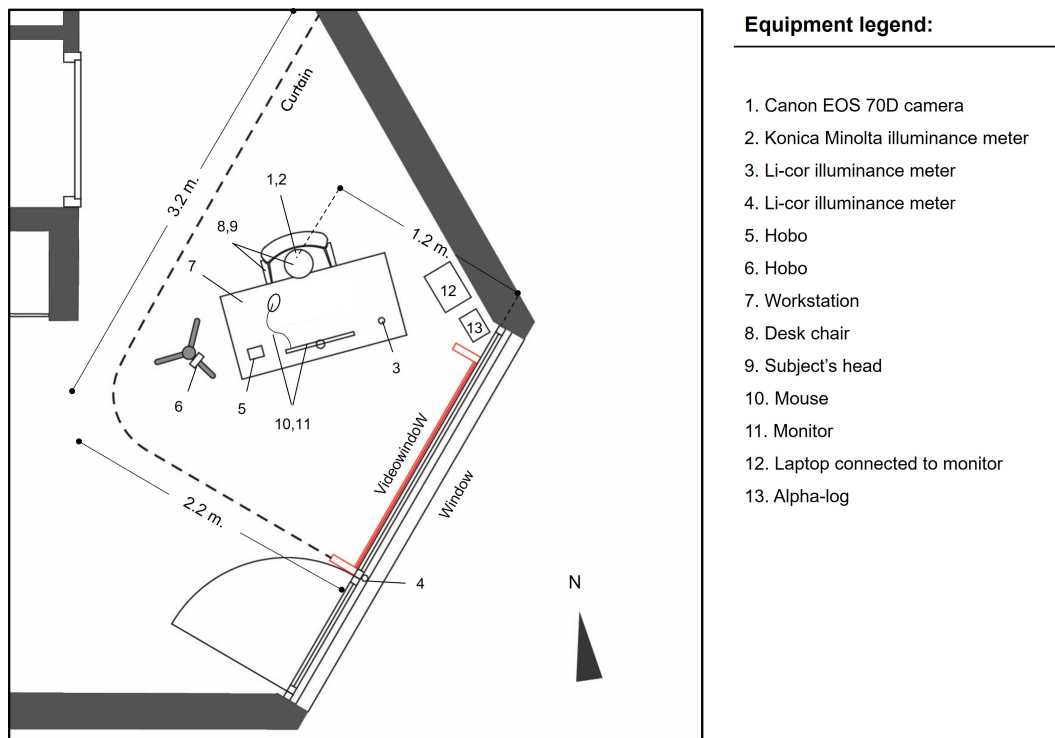 Equipment legend:
1. Canon EOS 70D camera
2. Konica Minolta illuminance meter
3. Li-cor illuminance meter
4. Li-cor illuminance meter
5. Hobo
6. Hobo
7. Workstation
8. Desk chair
9. Subject's head
10. Mouse
11. Monitor
12. Laptop connected to monitor
13. Alpha-log
Curtain
3.2 m.
1,2
8,9
1.2 m.
7
12
13
3
6
5
10,11
VideowindoW
Window
2.2 m.
4
N